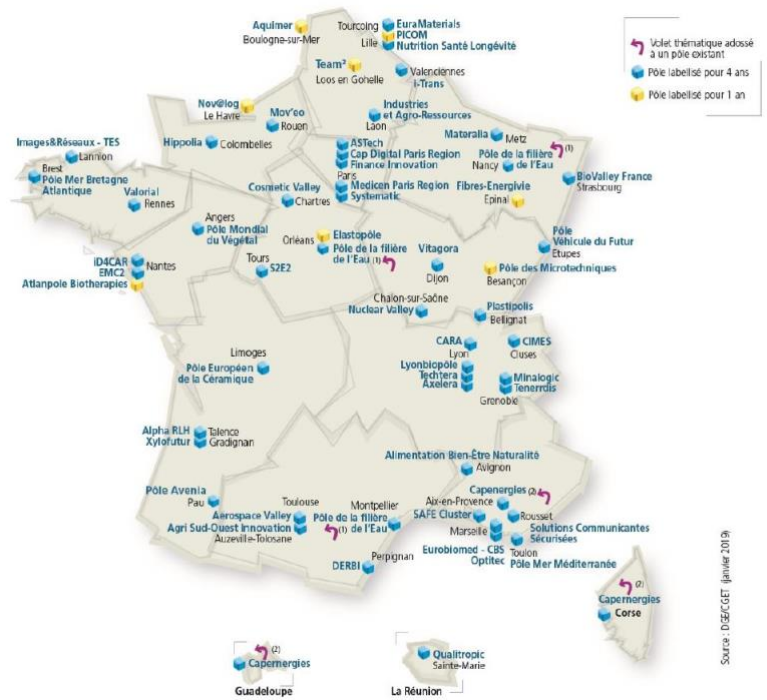 Aquimer
Boulogne-sur-Mer
Tourcoing
EuraMaterials
PICOM
Lille
Nutrition Santé Longévité
Team²
Loos en Gohelle
Valenciennes
i-Trans
Volet thématique adossé
à un pôle existant
Pôle labellisé pour 4 ans
Pôle labellisé pour 1 an
Nov@log
Le Havre
Mov'eo
Rouen
Industries
et Agro-Ressources
Laon
Hippolia
Colombelles
ASTech
Cap Digital Paris Region
Finance Innovation
Paris
Medicen Paris Region
Systematic
Materalia
Metz
(1)
Pôle de la filière
Nancy
de l'Eau
BioValley France
Strasbourg
Fibres-Energivie
Epinal
Images&Réseaux - TES
Lannion
Brest
Pôle Mer Bretagne
Atlantique
Valorial
Rennes
Cosmetic Valley
Chartres
Angers
Pôle Mondial
du Végétal
Orléans
Elastopôle
Pôle de la filière
de l'Eau (1)
Tours
S2E2
Vitagora
Dijon
Pôle
Véhicule du Futur
Etupes
Pôle des Microtechniques
Besançon
iD4CAR
EMC2
Nantes
Atlanpole Biotherapies
Chalon-sur-Saône
Nuclear Valley
Plastipolis
Bellignat
CARA
Lyon
CIMES
Cluses
Lyonbiopôle
Techtera
Axelera
Minalogic
Tenerrdis
Grenoble
Limoges
Pôle Européen
de la Céramique
Alpha RLH
Talence
Xylofutur
Gradignan
Alimentation Bien-Être Naturalité
Avignon
Pôle Avenia
Pau
Toulouse
Aerospace Valley
Agri Sud-Ouest Innovation
Auzeville-Tolosane
Montpellier
Pôle de la filière
(1) de l'Eau
Perpignan
DERBI
Capenergies (2)
Aix-en-Provence
SAFE Cluster
Rousset
Marseille
Solutions Communicantes
Sécurisées
Eurobiomed - CBS
Optitec
Toulon
Pôle Mer Méditerranée
(2)
Capenergies
Corse
(2)
Capenergies
Guadeloupe
Qualitropic
Sainte-Marie
La Réunion
Source : DGE/CGET (janvier 2019)